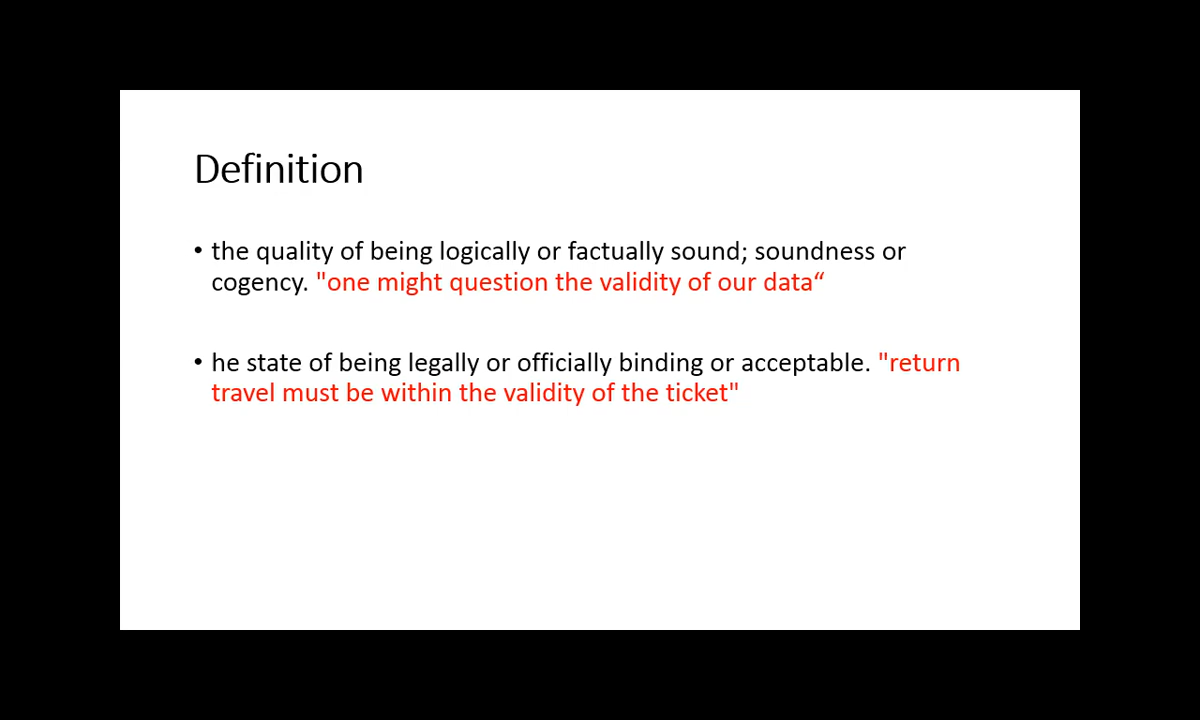 Definition
• the quality of being logically or factually sound; soundness or
cogency. "one might question the validity of our data“
• he state of being legally or officially binding or acceptable. "return
travel must be within the validity of the ticket"